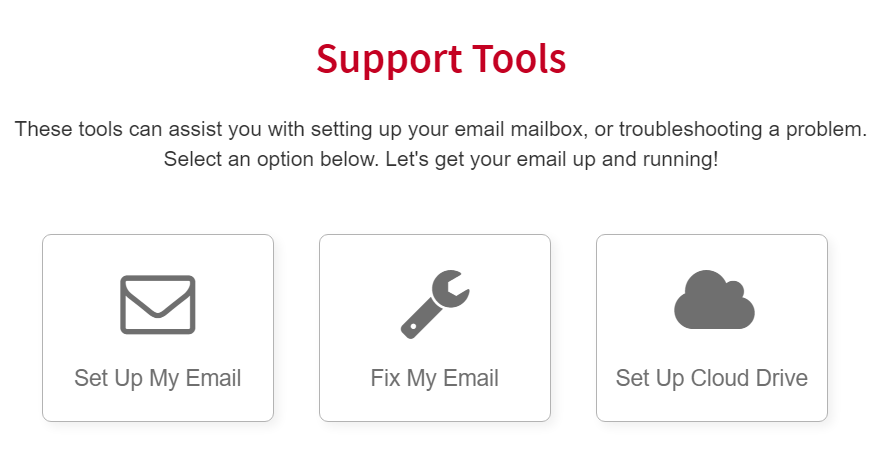 Support Tools
These tools can assist you with setting up your email mailbox, or troubleshooting a problem.
Select an option below. Let's get your email up and running!
Set Up My Email
Fix My Email
Set Up Cloud Drive